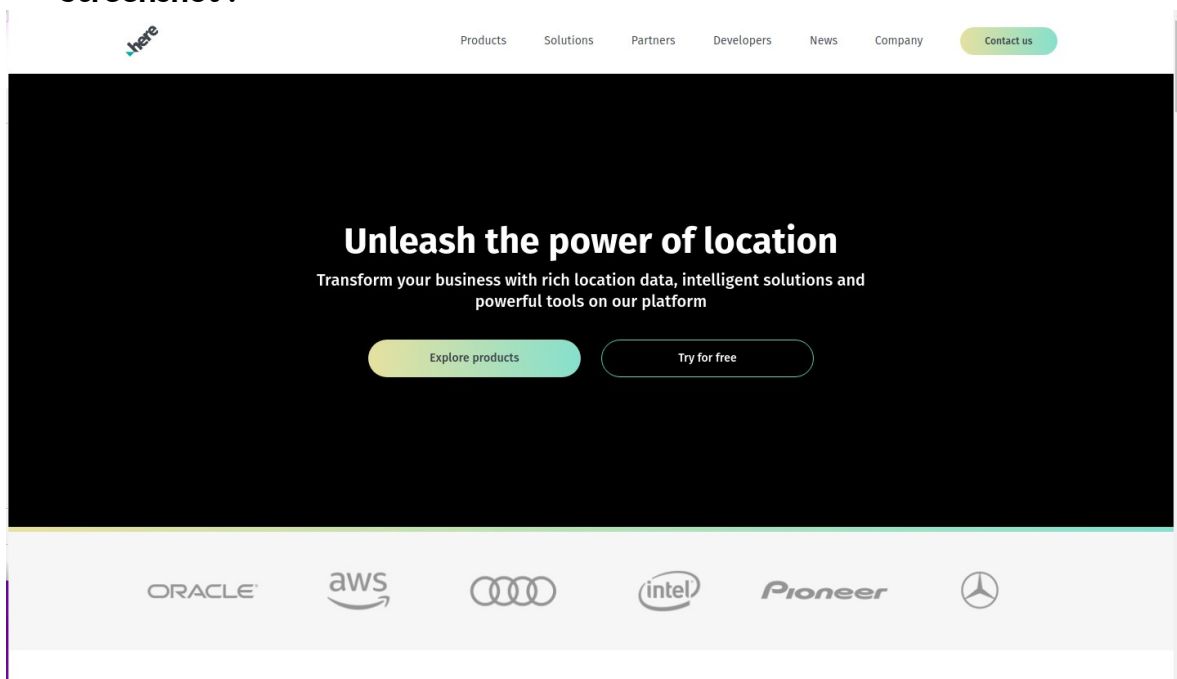 Screenshot :
here
Products Solutions Partners Developers News Company Contact us
Unleash the power of location
Transform your business with rich location data, intelligent solutions and
powerful tools on our platform
Explore products Try for free
ORACLE aws intel Pioneer